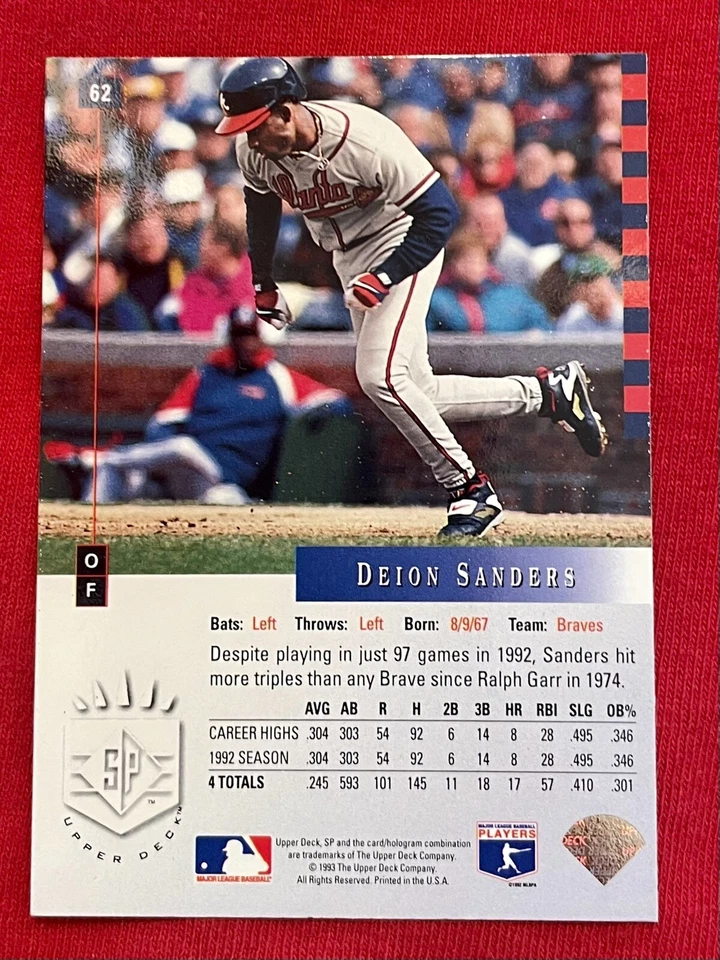 62
Atlanta
O
F
DEION SANDERS
Bats: Left Throws: Left Born: 8/9/67 Team: Braves
Despite playing in just 97 games in 1992, Sanders hit
more triples than any Brave since Ralph Garr in 1974.
AVG AB R H 2B 3B HR RBI SLG OB%
CAREER HIGHS .304 303 54 92 6 14 8 28 .495 .346
1992 SEASON .304 303 54 92 6 14 8 28 .495 .346
4 TOTALS .245 593 101 145 11 18 17 57 .410 .301
SP
TM
UPPER DECK
MAJOR LEAGUE BASEBALL
Upper Deck, SP and the card/hologram combination
are trademarks of The Upper Deck Company.
© 1993 The Upper Deck Company.
All Rights Reserved. Printed in the U.S.A.
MAJOR LEAGUE BASEBALL
PLAYERS
©1992 MLBPA
DECK